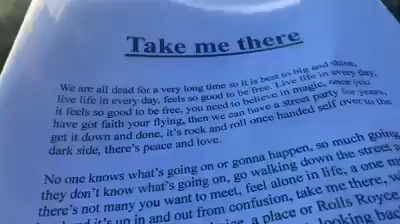 Take me there
We are all dead for a very long time so it is best to big and shine,
live life in every day, feels so good to be free. Live life in every day,
it feels so good to be free, you need to believe in magic, once you
have got faith your flying, then we can have a street party for years,
get it down and done, it's rock and roll once handed self over to the
dark side, there's peace and love.
No one knows what's going on or gonna happen, so much going
they don't know what's going on, go walking down the street a
there's not many you want to meet, feel alone in life, a one m
and it's up in and out from confusion, take me there, w
a place or Rolls Royce
looking